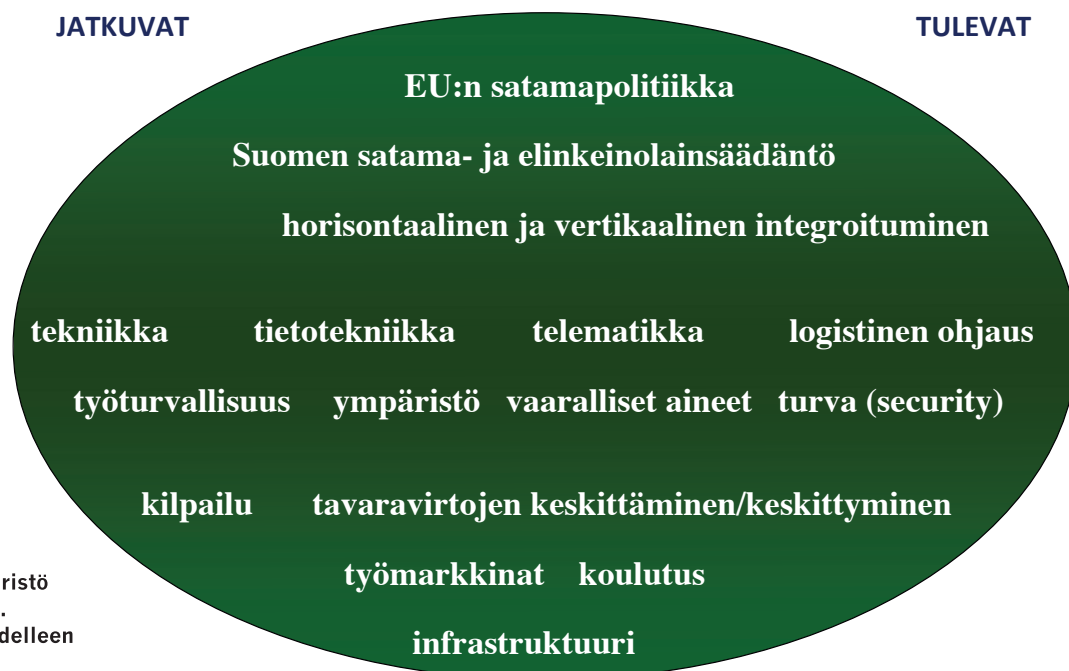 JATKUVAT TULEVAT
EU:n satamapolitiikka
Suomen satama- ja elinkeinolainsäädäntö
horisontaalinen ja vertikaalinen integroituminen
tekniikka tietotekniikka telematikka logistinen ohjaus
työturvallisuus ympäristö vaaralliset aineet turva (security)
kilpailu tavaravirtojen keskittäminen/keskittyminen
työmarkkinat koulutus
ristö
.
delleen
infrastruktuuri